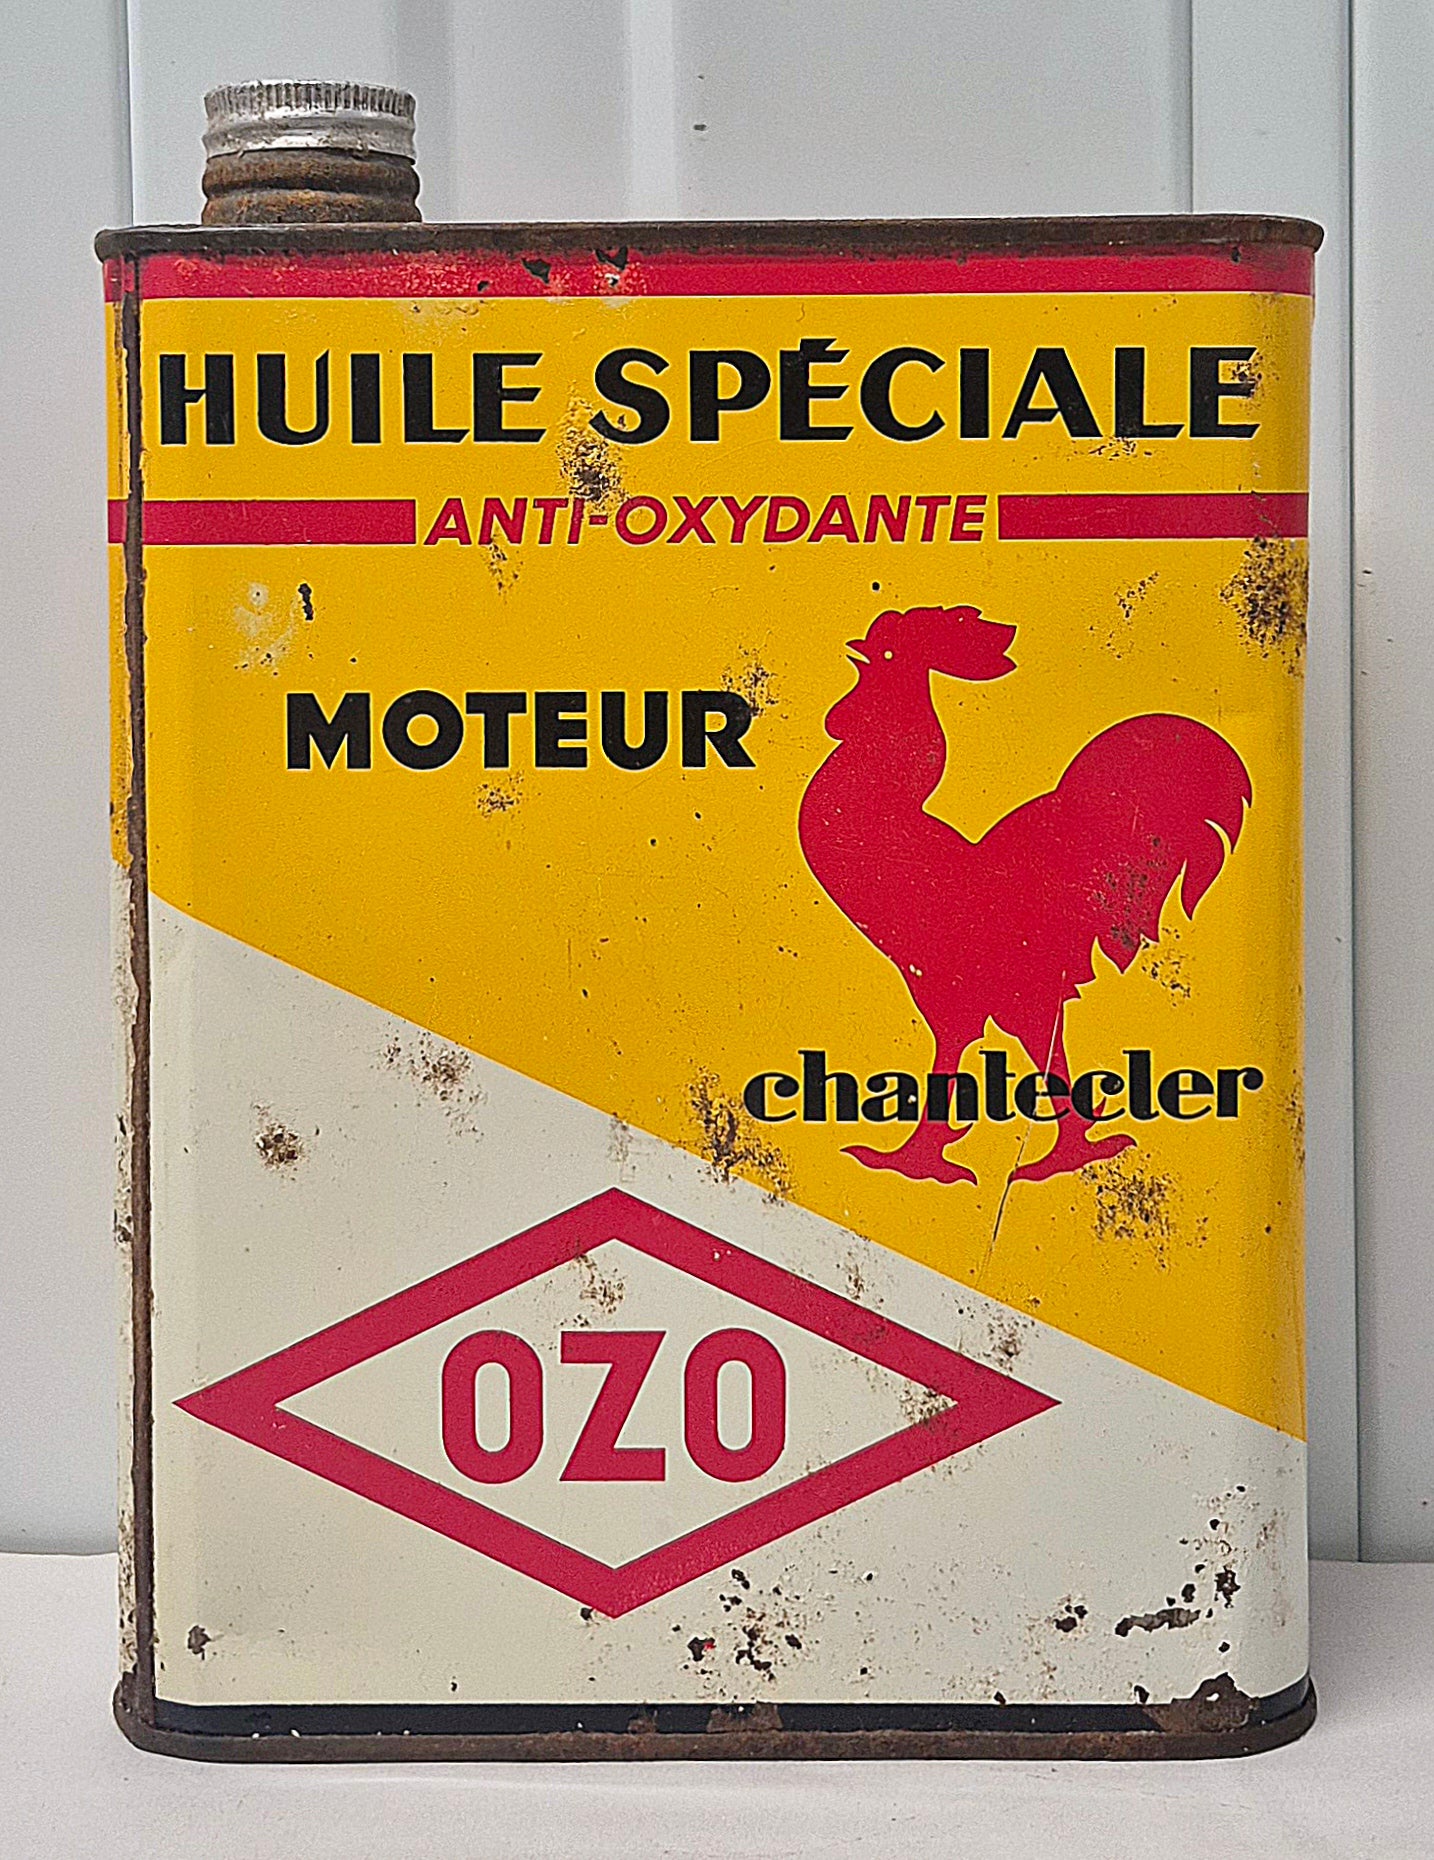 HUILE SPÉCIALE
ANTI-OXYDANTE
MOTEUR
chantecler
OZO